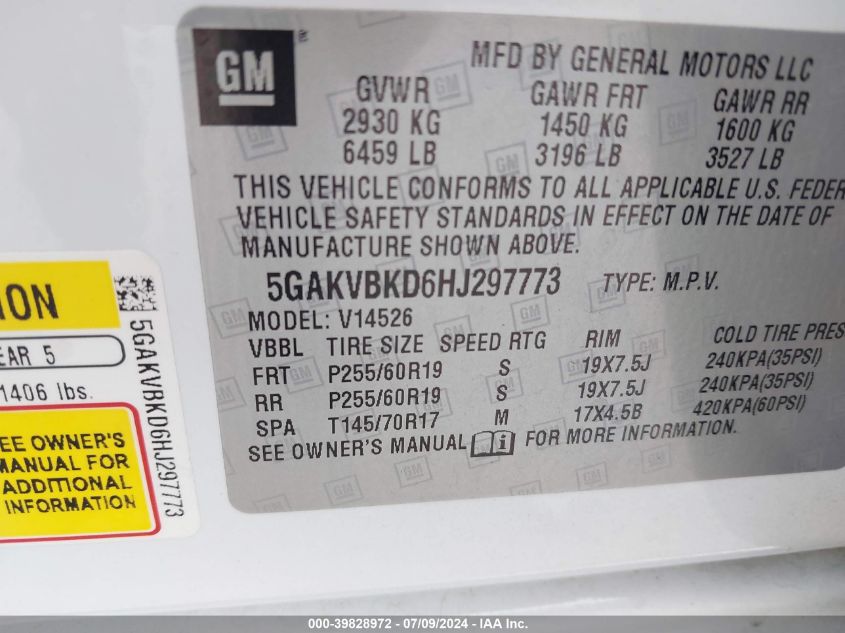 GM
MFD BY GENERAL MOTORS LLC
GVWR GAWR FRT GAWR RR
2930 KG 1450 KG 1600 KG
6459 LB 3196 LB 3527 LB
THIS VEHICLE CONFORMS TO ALL APPLICABLE U.S. FEDER
VEHICLE SAFETY STANDARDS IN EFFECT ON THE DATE OF
MANUFACTURE SHOWN ABOVE.
5GAKVBKD6HJ297773 TYPE: M.P.V.
MODEL: V14526
VBBL TIRE SIZE SPEED RTG RIM COLD TIRE PRES
FRT P255/60R19 S 19X7.5J 240KPA(35PSI)
RR P255/60R19 S 19X7.5J 240KPA(35PSI)
SPA T145/70R17 M 17X4.5B 420KPA(60PSI)
SEE OWNER'S MANUAL i FOR MORE INFORMATION.
ION
EAR 5
1406 lbs.
EE OWNER'S
MANUAL FOR
ADDITIONAL
INFORMATION
5GAKVBKD6HJ297773
000-39828972 - 07/09/2024 - IAA Inc.